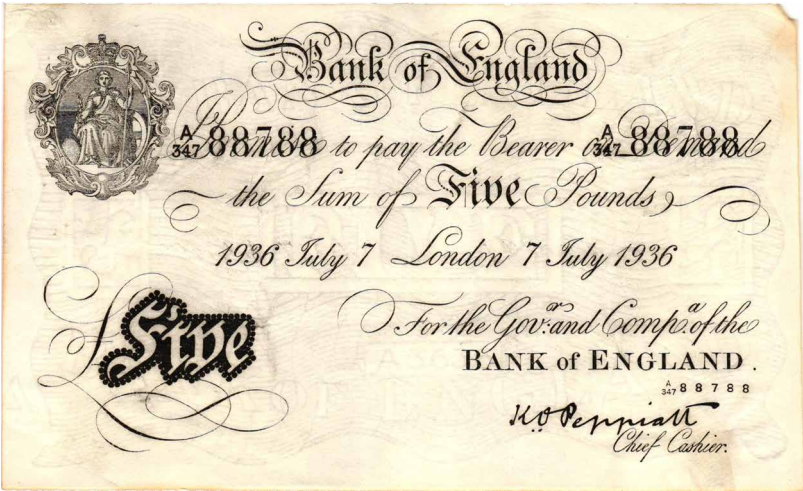 Bank of England
A/347 88788 to pay the Bearer on Demand A/347 88788
the Sum of Five Pounds
1936 July 7 London 7 July 1936
Five
For the Govr. and Compa. of the
BANK of ENGLAND.
A/347 88788
K.O. Peppiatt
Chief Cashier.